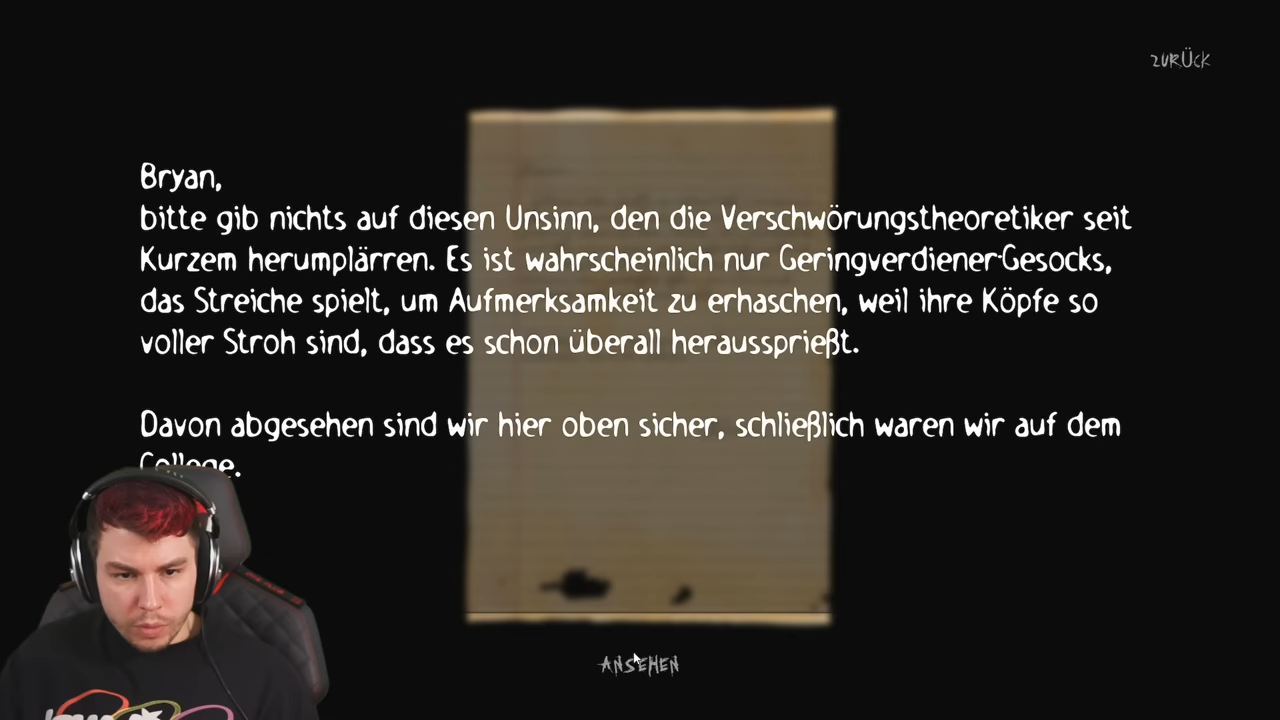 ZURÜCK
Bryan,
bitte gib nichts auf diesen Unsinn, den die Verschwörungstheoretiker seit
Kurzem herumplärren. Es ist wahrscheinlich nur Geringverdiener-Gesocks,
das Streiche spielt, um Aufmerksamkeit zu erhaschen, weil ihre Köpfe so
voller Stroh sind, dass es schon überall heraussprießt.
Davon abgesehen sind wir hier oben sicher, schließlich waren wir auf dem
College.
ANSEHEN